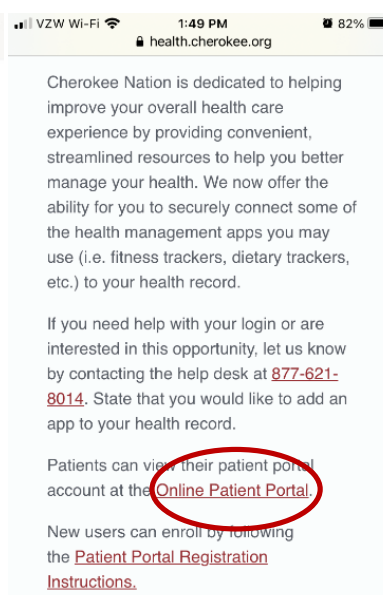 VZW Wi-Fi 1:49 PM 82%
health.cherokee.org
Cherokee Nation is dedicated to helping
improve your overall health care
experience by providing convenient,
streamlined resources to help you better
manage your health. We now offer the
ability for you to securely connect some of
the health management apps you may
use (i.e. fitness trackers, dietary trackers,
etc.) to your health record.
If you need help with your login or are
interested in this opportunity, let us know
by contacting the help desk at 877-621-
8014. State that you would like to add an
app to your health record.
Patients can view their patient portal
account at the Online Patient Portal.
New users can enroll by following
the Patient Portal Registration
Instructions.